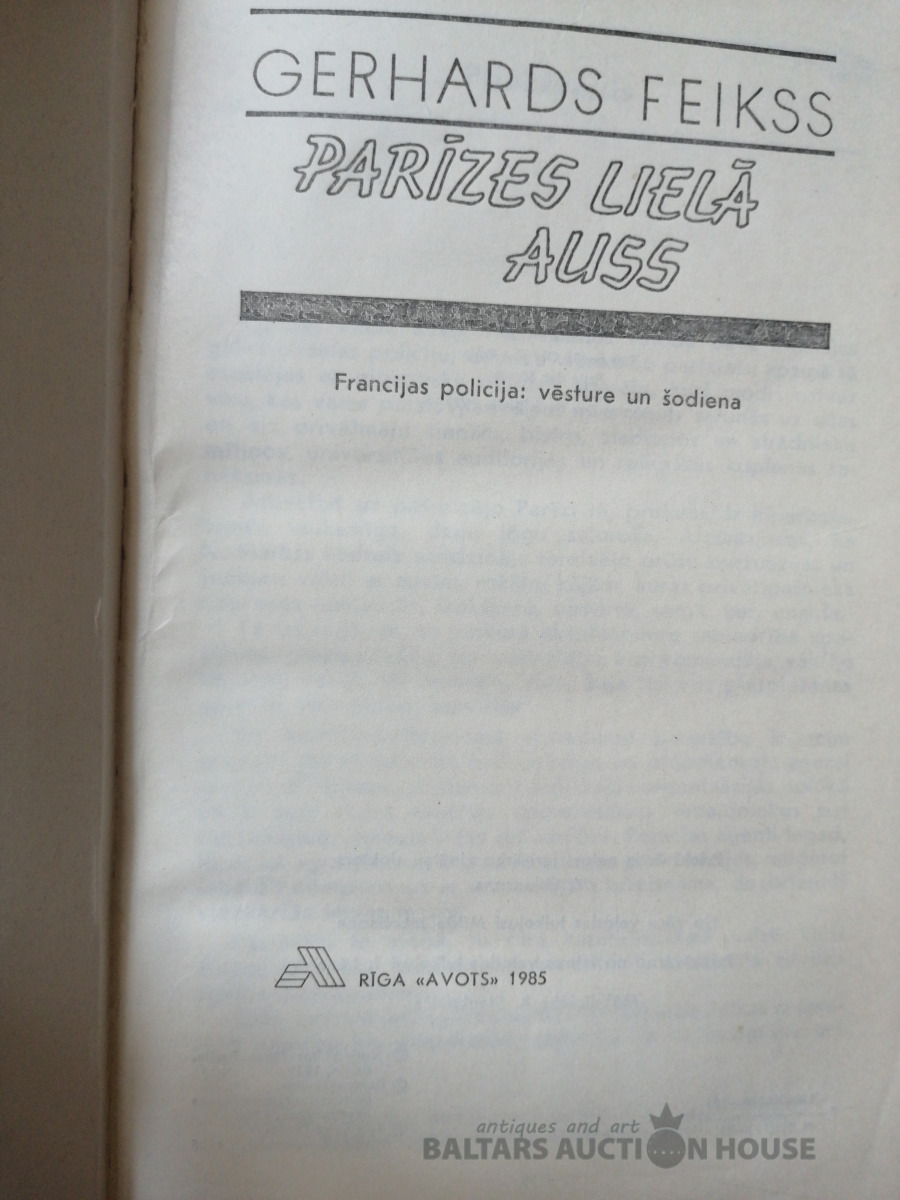 GERHARDS FEIKSS
PARĪZES LIELĀ
AUSS
Francijas policija: vēsture un šodiena
RĪGA «AVOTS» 1985
antiques and art
BALTARS AUCTION HOUSE